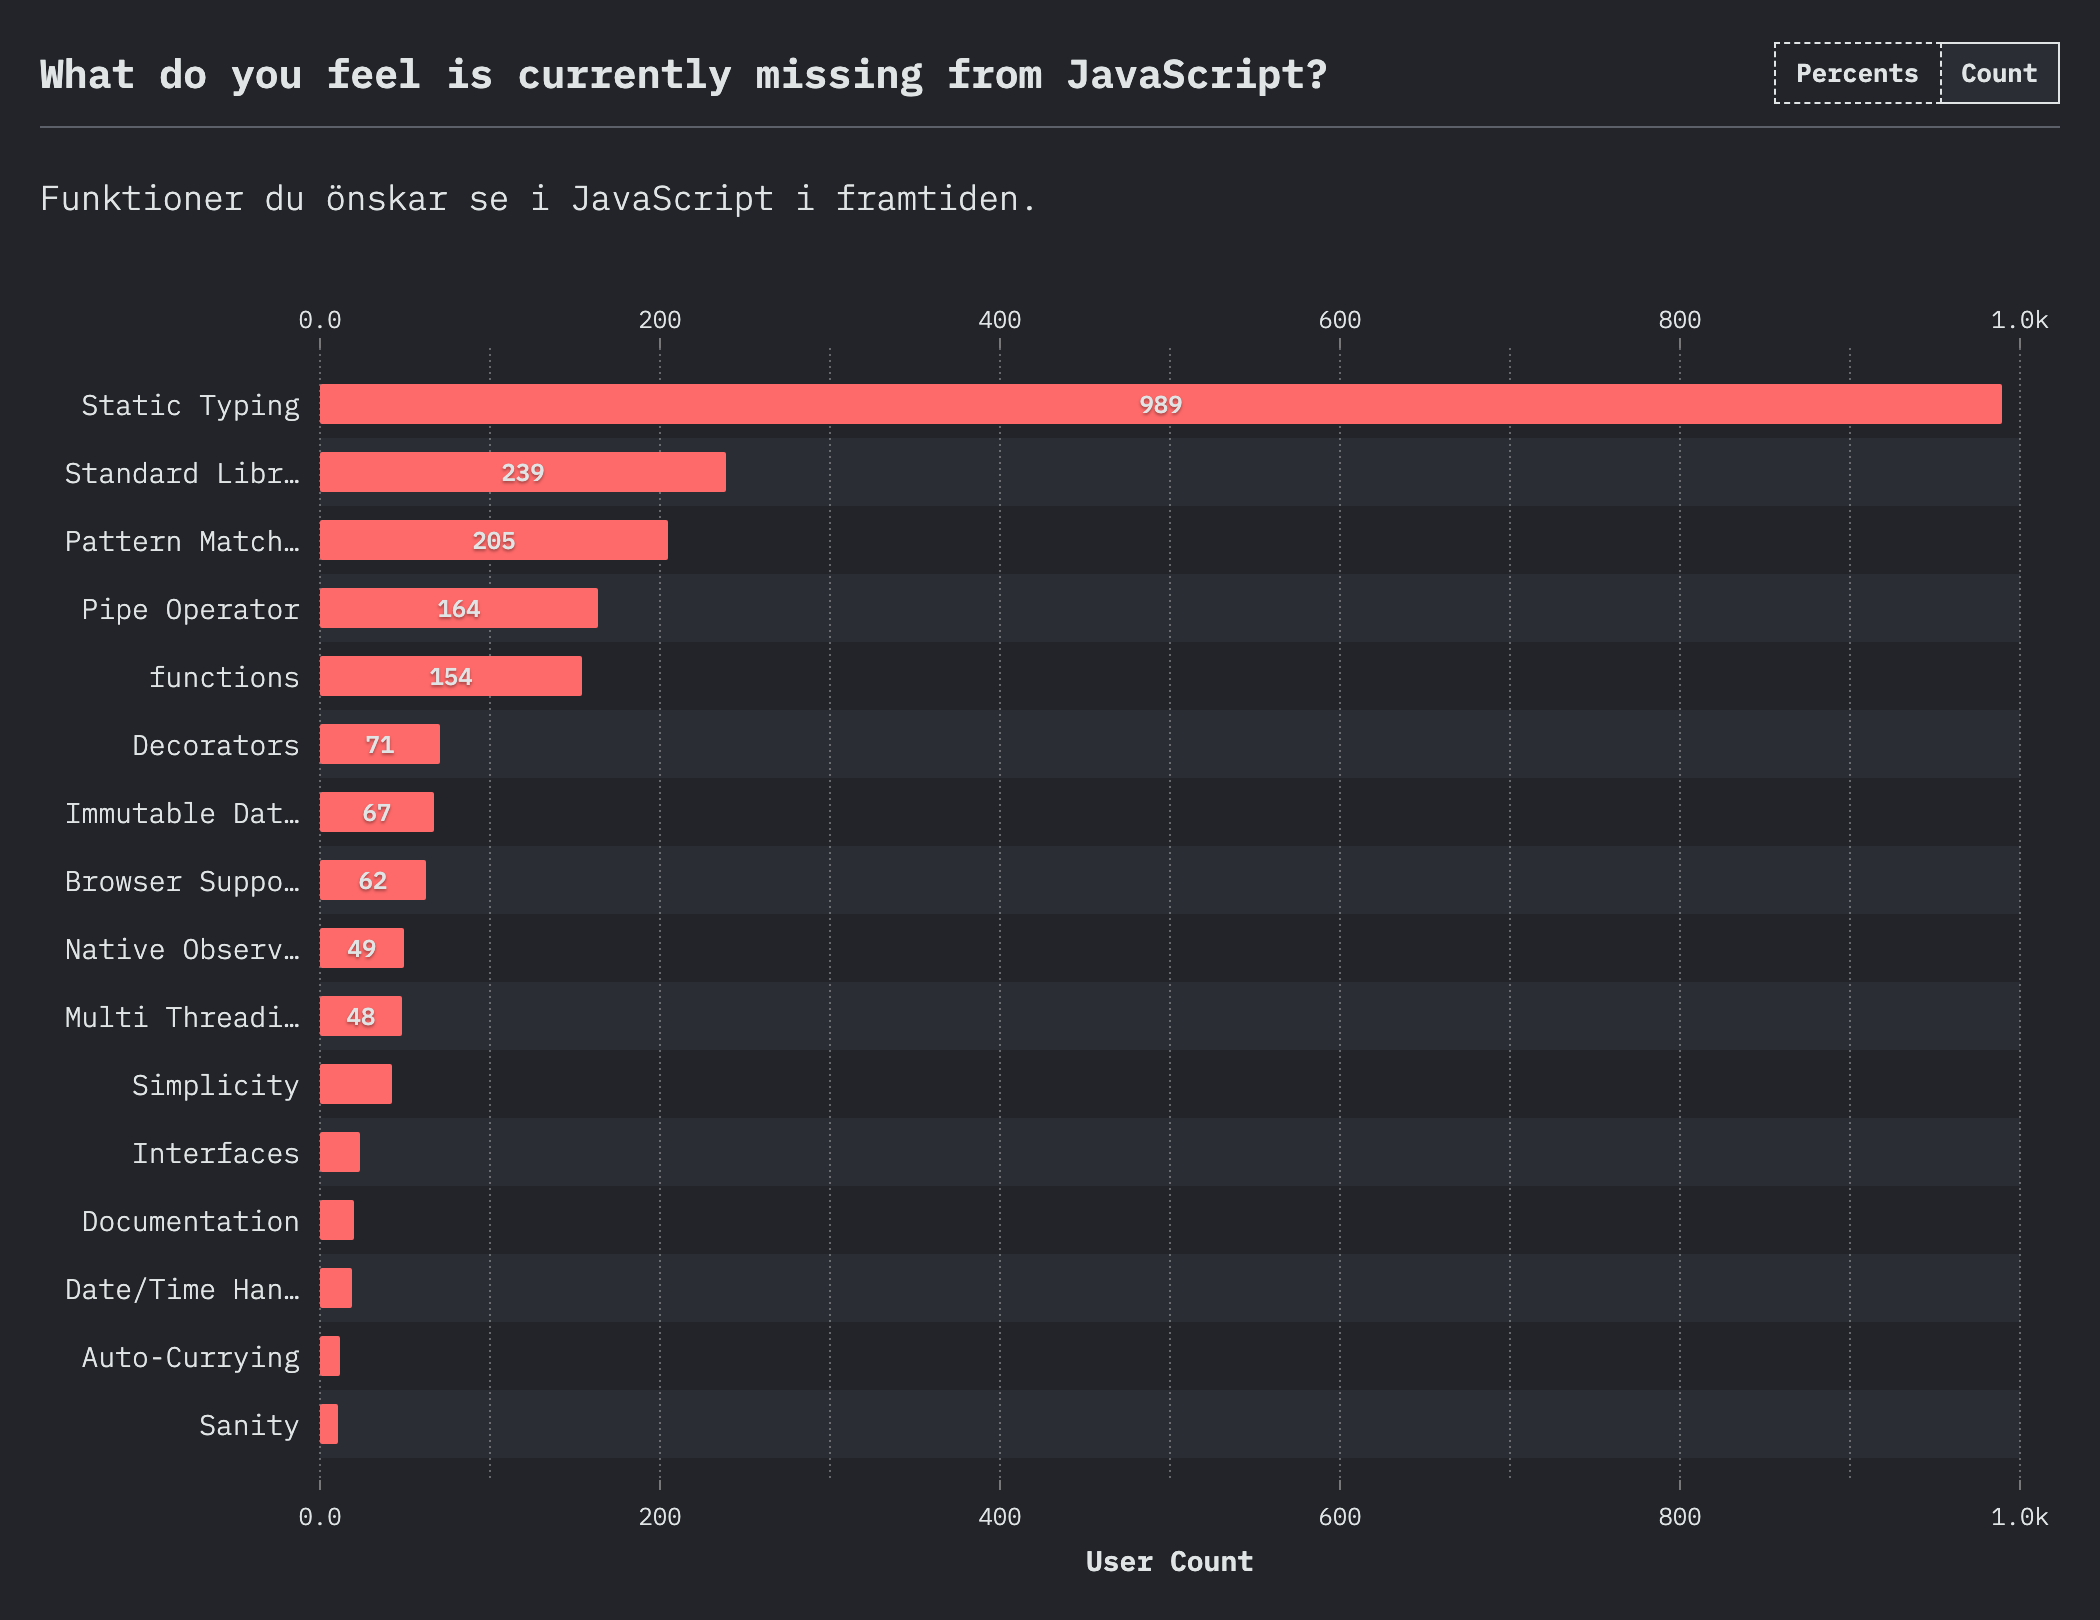 What do you feel is currently missing from JavaScript?
Percents Count
Funktioner du önskar se i JavaScript i framtiden.
0.0 200 400 600 800 1.0k
Static Typing 989
Standard Libr… 239
Pattern Match… 205
Pipe Operator 164
functions 154
Decorators 71
Immutable Dat… 67
Browser Suppo… 62
Native Observ… 49
Multi Threadi… 48
Simplicity
Interfaces
Documentation
Date/Time Han…
Auto-Currying
Sanity
0.0 200 400 600 800 1.0k
User Count